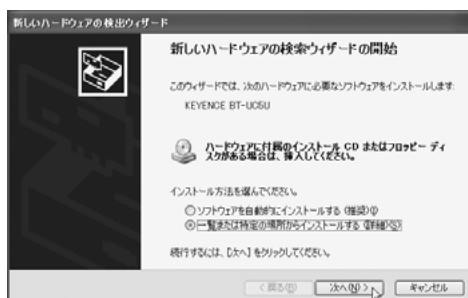 新しいハードウェアの検出ウィザード
新しいハードウェアの検索ウィザードの開始
このウィザードでは、次のハードウェアに必要なソフトウェアをインストールします:
KEYENCE BT-UC6U
ハードウェアに付属のインストール CD またはフロッピー ディ
スクがある場合は、挿入してください。
インストール方法を選んでください。
ソフトウェアを自動的にインストールする (推奨)(I)
一覧または特定の場所からインストールする (詳細)(S)
続行するには、[次へ] をクリックしてください。
< 戻る(B)
次へ(N) >
キャンセル